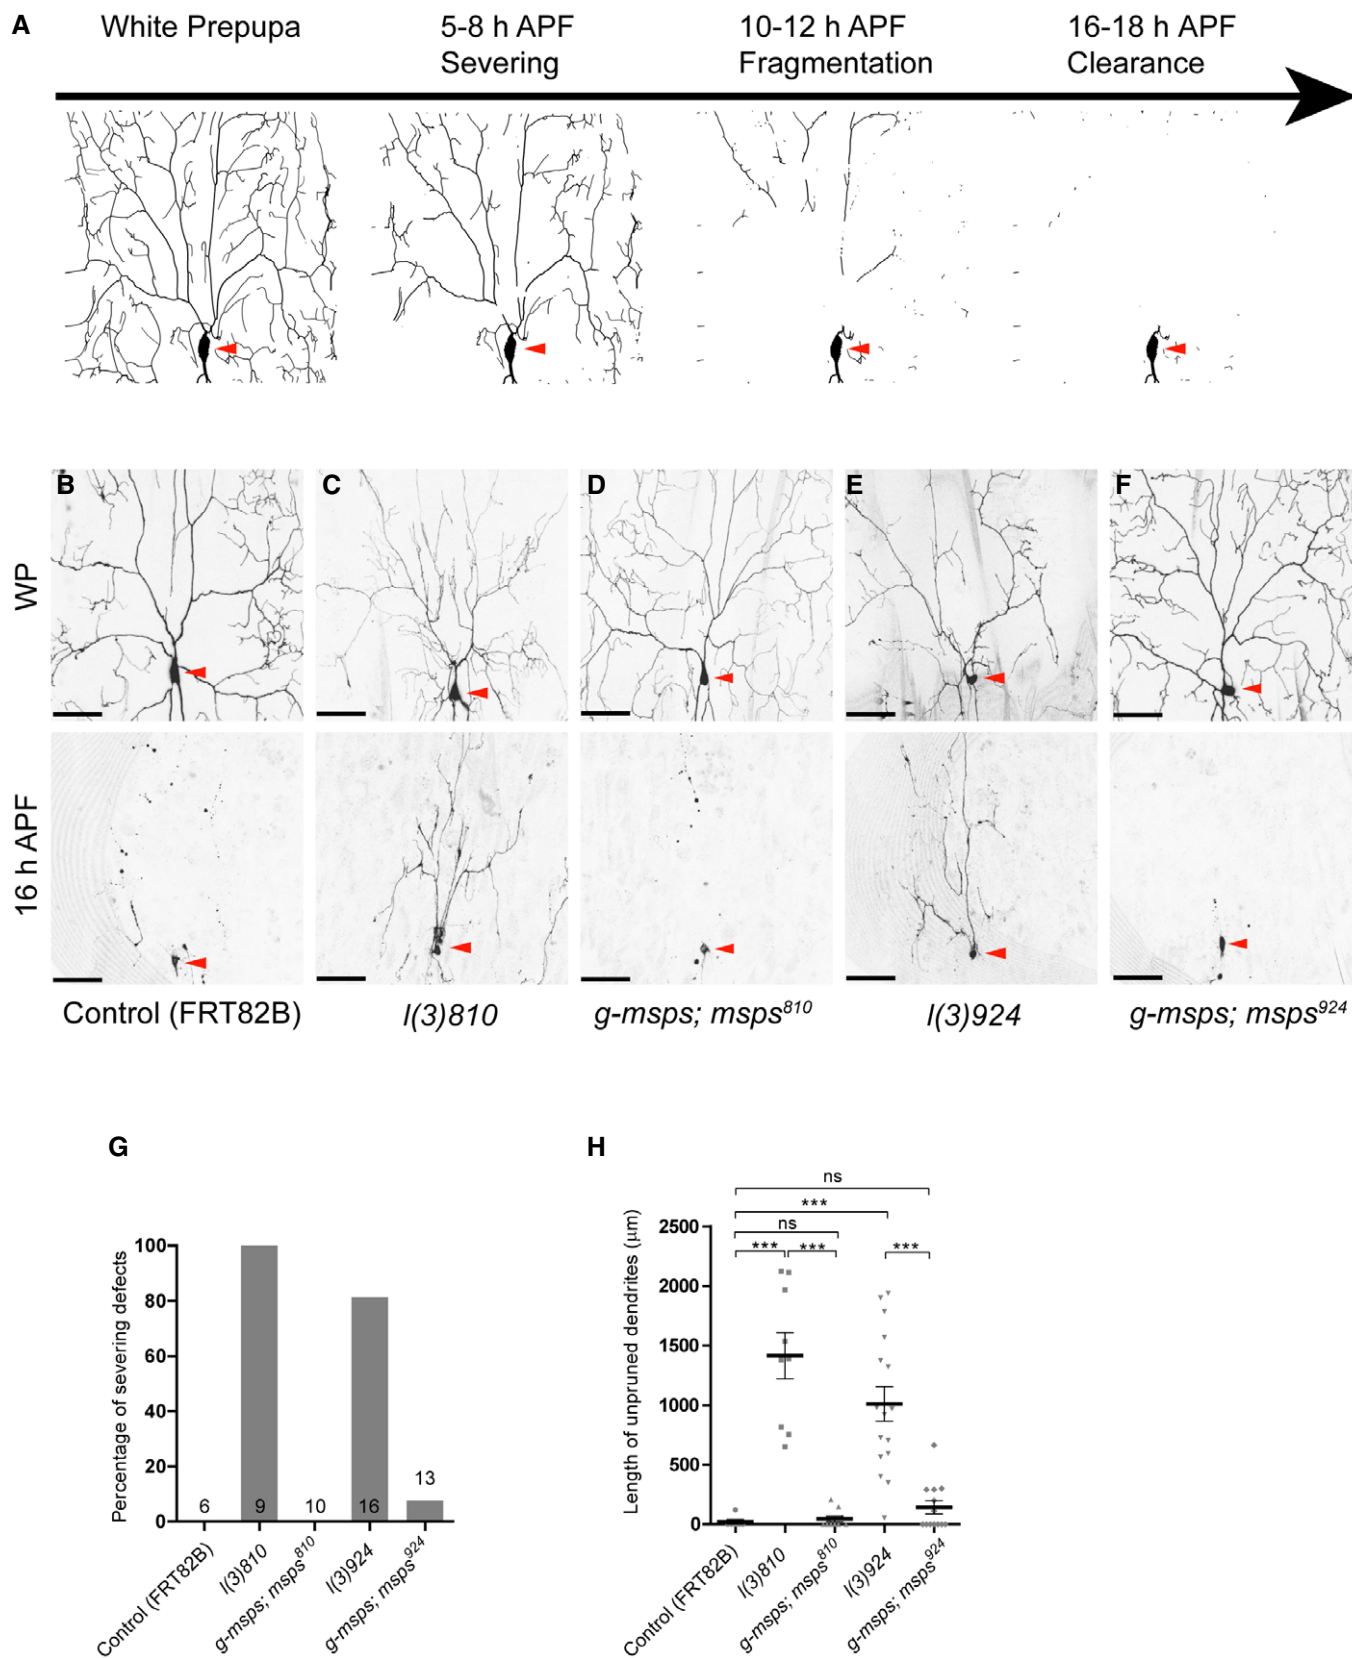 A
White Prepupa
5-8 h APF
Severing
10-12 h APF
Fragmentation
16-18 h APF
Clearance
B
C
D
E
F
WP
16 h APF
Control (FRT82B)
l(3)810
g-msps; msps⁸¹⁰
l(3)924
g-msps; msps⁹²⁴
G
Percentage of severing defects
100
80
60
40
20
0
6
9
10
16
13
Control (FRT82B)
l(3)810
g-msps; msps⁸¹⁰
l(3)924
g-msps; msps⁹²⁴
H
ns
***
ns
***
***
***
Length of unpruned dendrites (μm)
2500
2000
1500
1000
500
0
Control (FRT82B)
l(3)810
g-msps; msps⁸¹⁰
l(3)924
g-msps; msps⁹²⁴